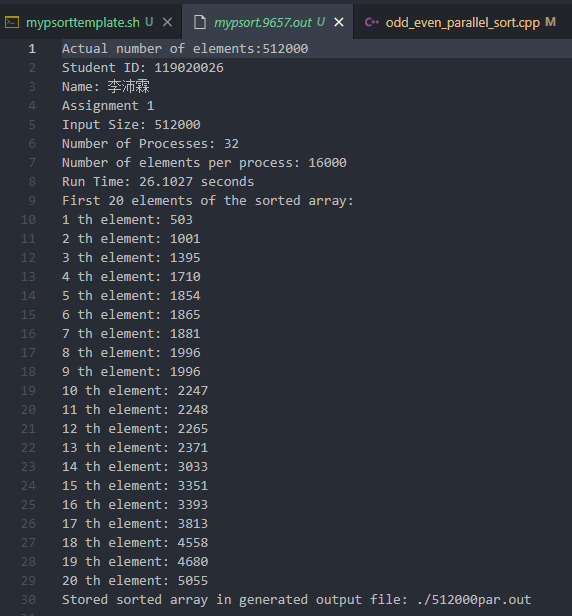 mypsorttemplate.sh U mypsort.9657.out U odd_even_parallel_sort.cpp M
1 Actual number of elements:512000
2 Student ID: 119020026
3 Name: 李沛霖
4 Assignment 1
5 Input Size: 512000
6 Number of Processes: 32
7 Number of elements per process: 16000
8 Run Time: 26.1027 seconds
9 First 20 elements of the sorted array:
10 1 th element: 503
11 2 th element: 1001
12 3 th element: 1395
13 4 th element: 1710
14 5 th element: 1854
15 6 th element: 1865
16 7 th element: 1881
17 8 th element: 1996
18 9 th element: 1996
19 10 th element: 2247
20 11 th element: 2248
21 12 th element: 2265
22 13 th element: 2371
23 14 th element: 3033
24 15 th element: 3351
25 16 th element: 3393
26 17 th element: 3813
27 18 th element: 4558
28 19 th element: 4680
29 20 th element: 5055
30 Stored sorted array in generated output file: ./512000par.out